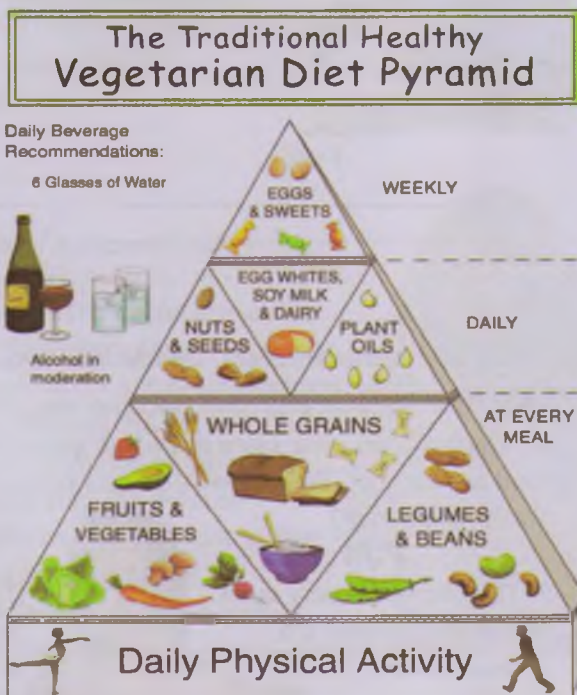 The Traditional Healthy
Vegetarian Diet Pyramid
Daily Beverage
Recommendations:
6 Glasses of Water
Alcohol in
moderation
EGGS
& SWEETS
WEEKLY
NUTS
& SEEDS
EGG WHITES,
SOY MILK
& DAIRY
PLANT
OILS
DAILY
AT EVERY
MEAL
WHOLE GRAINS
FRUITS &
VEGETABLES
LEGUMES
& BEANS
Daily Physical Activity